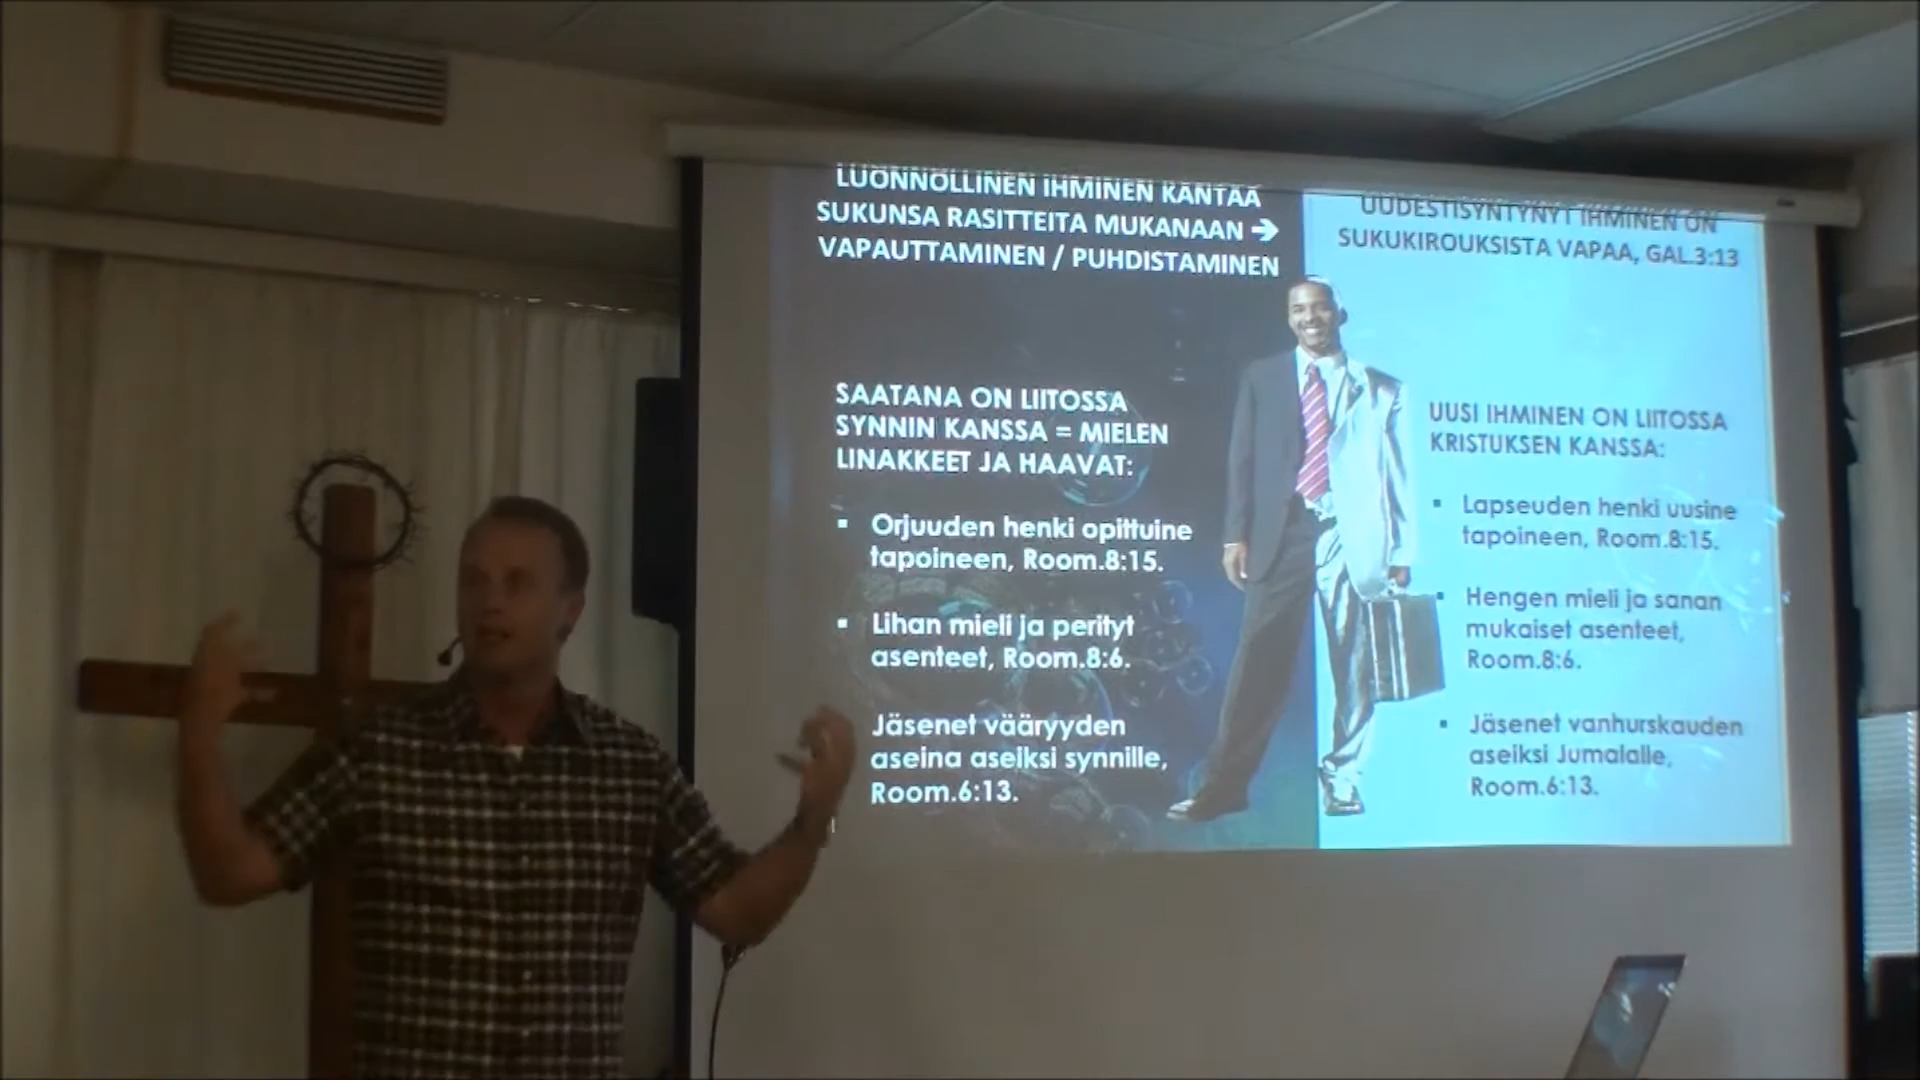 LUONNOLLINEN IHMINEN KANTAA
SUKUNSA RASITTEITA MUKANAAN ➔
VAPAUTTAMINEN / PUHDISTAMINEN
SAATANA ON LIITOSSA
SYNNIN KANSSA = MIELEN
LINAKKEET JA HAAVAT:
▪ Orjuuden henki opittuine
tapoineen, Room.8:15.
▪ Lihan mieli ja perityt
asenteet, Room.8:6.
Jäsenet vääryyden
aseina aseiksi synnille,
Room.6:13.
UUDESTISYNTYNYT IHMINEN ON
SUKUKIROUKSISTA VAPAA, GAL.3:13
UUSI IHMINEN ON LIITOSSA
KRISTUKSEN KANSSA:
▪ Lapseuden henki uusine
tapoineen, Room.8:15.
▪ Hengen mieli ja sanan
mukaiset asenteet,
Room.8:6.
▪ Jäsenet vanhurskauden
aseiksi Jumalalle,
Room.6:13.